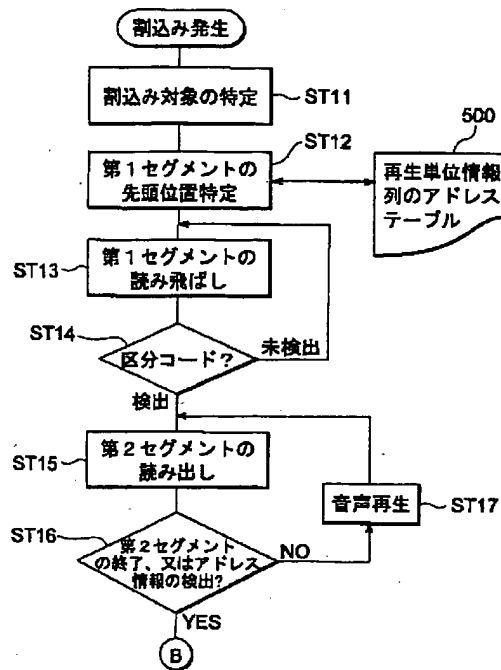 割込み発生
割込み対象の特定
ST11
500
ST12
第1セグメントの
先頭位置特定
再生単位情報
列のアドレス
テーブル
第1セグメントの
読み飛ばし
ST13
ST14
区分コード?
未検出
検出
第2セグメントの
読み出し
ST15
音声再生
ST17
ST16
第2セグメント
の終了、又はアドレス
情報の検出?
NO
YES
B